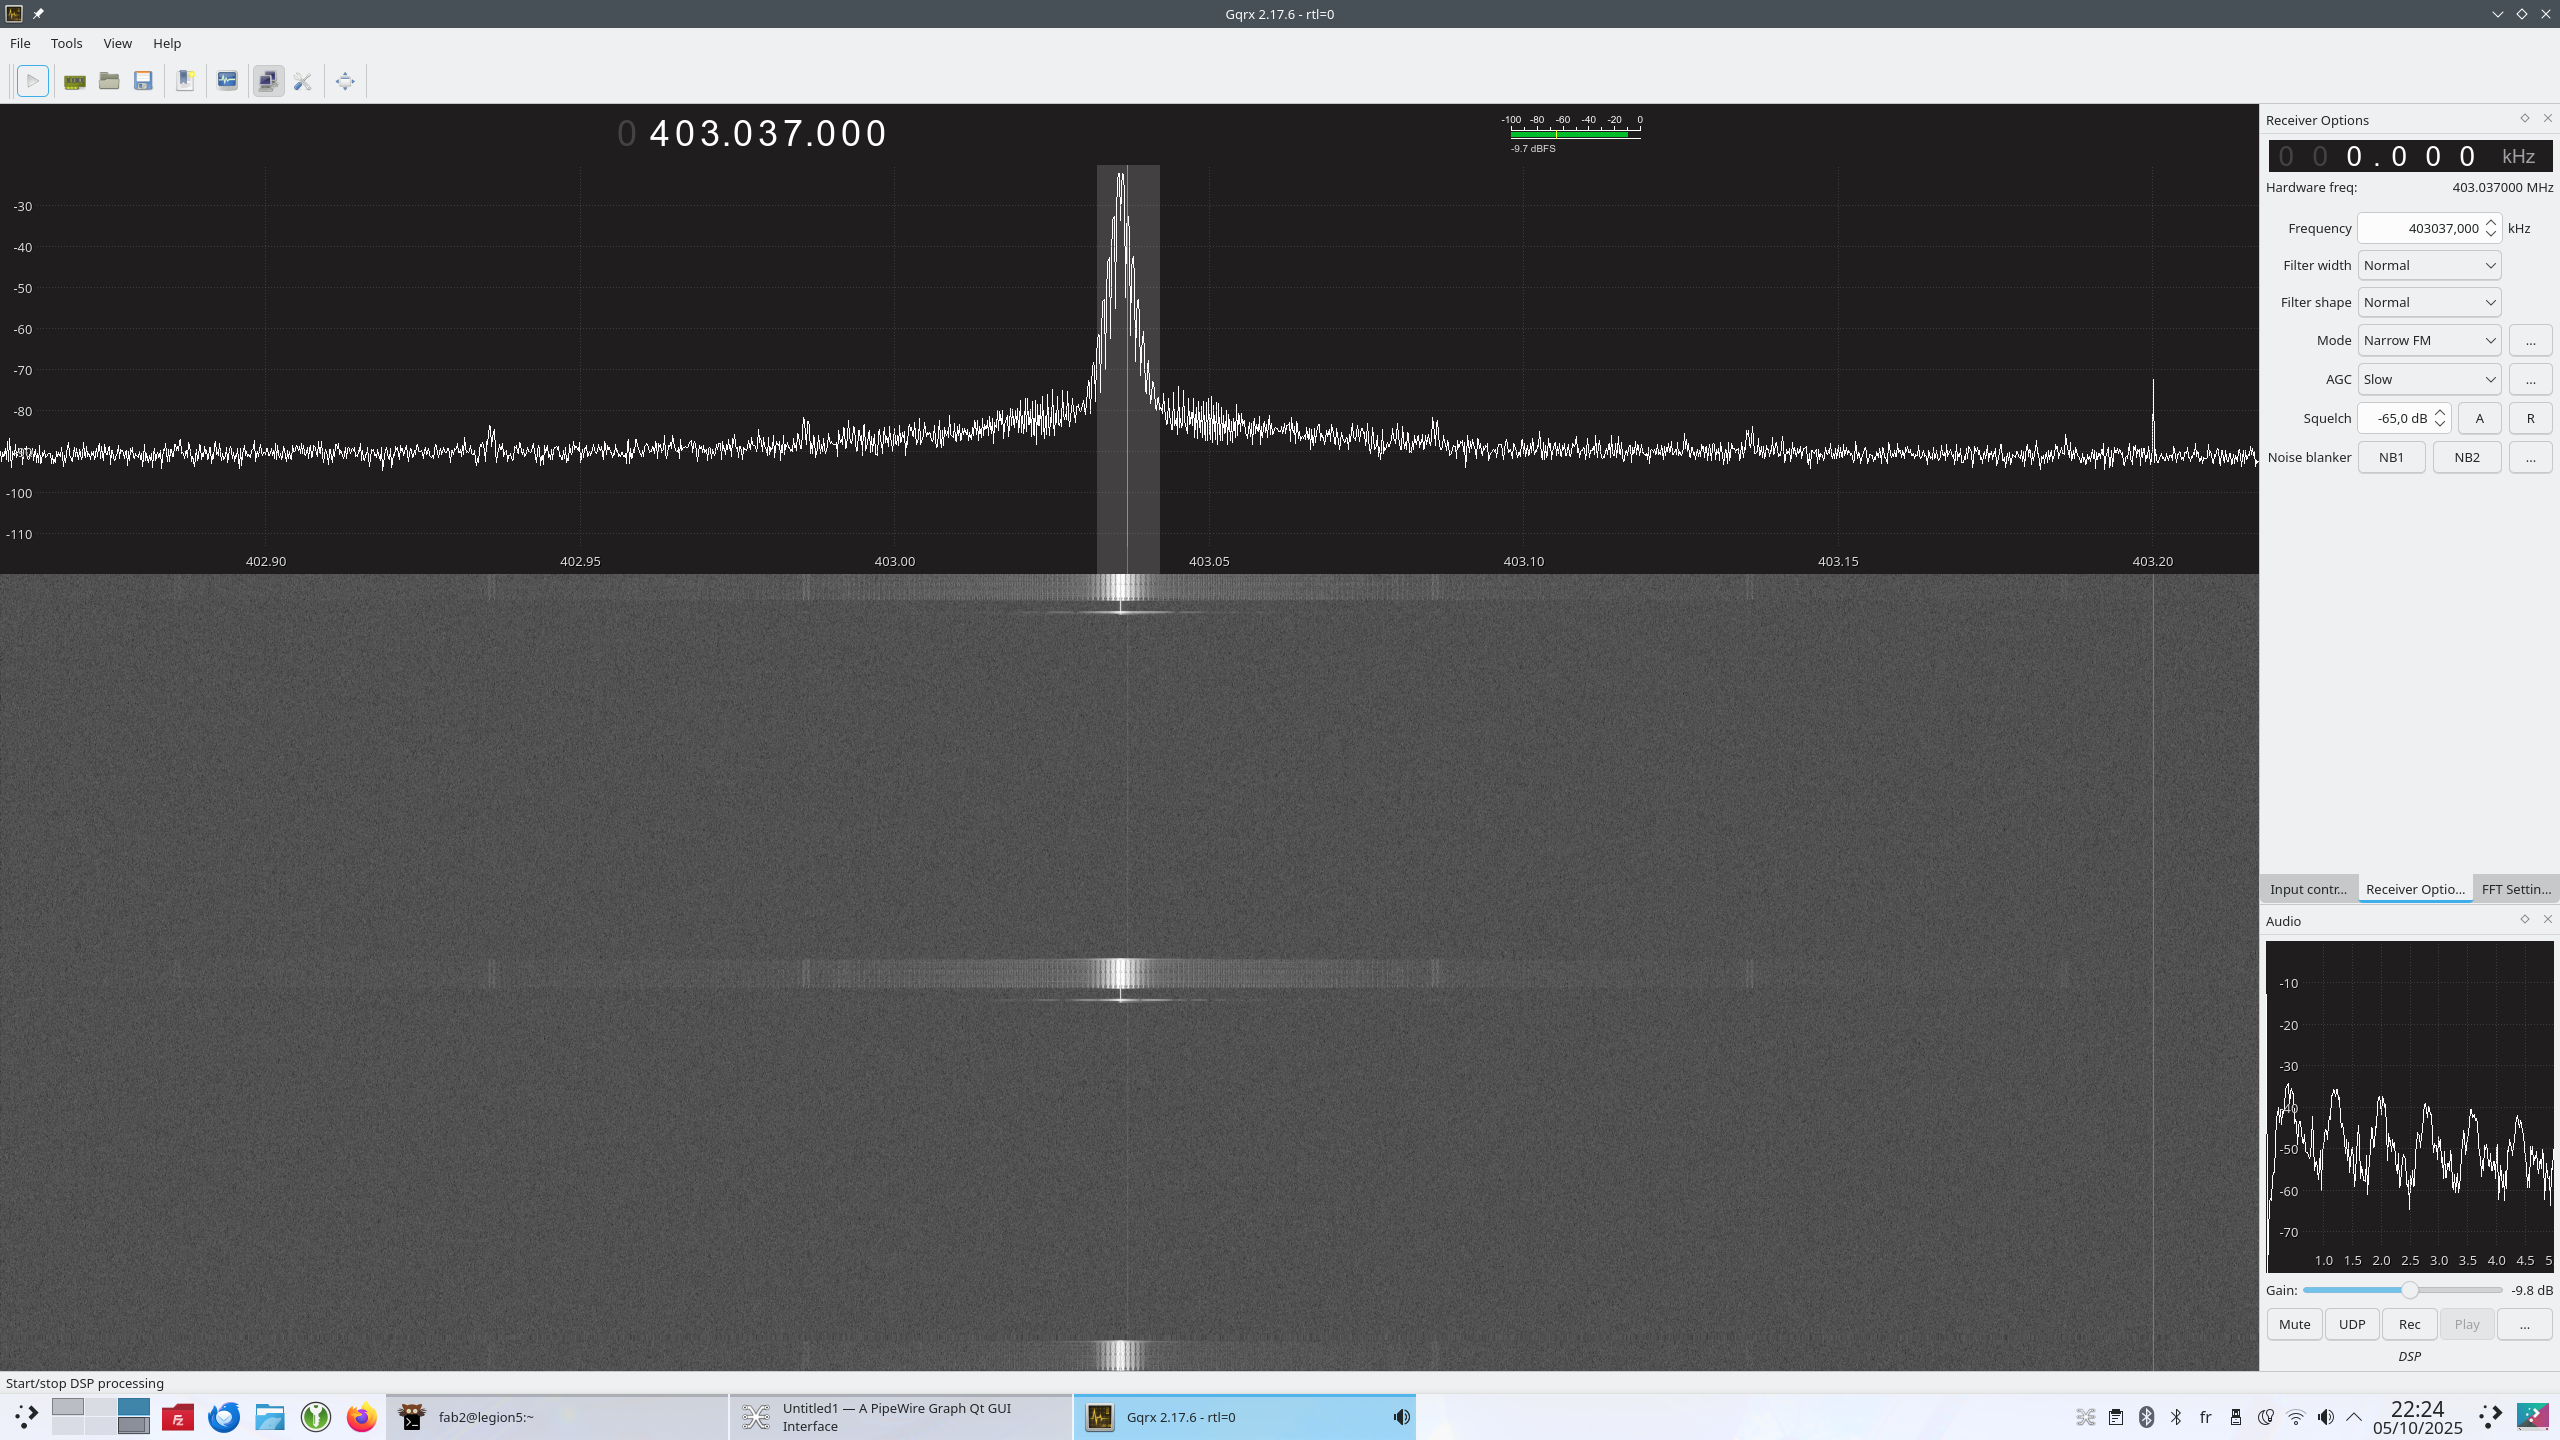 Gqrx 2.17.6 - rtl=0
File Tools View Help
0 403.037.000
-100 -80 -60 -40 -20 0
-9.7 dBFS
-30
-40
-50
-60
-70
-80
-90
-100
-110
402.90 402.95 403.00 403.05 403.10 403.15 403.20
Receiver Options
0 0 0.000 kHz
Hardware freq: 403.037000 MHz
Frequency 403037,000 kHz
Filter width Normal
Filter shape Normal
Mode Narrow FM ...
AGC Slow ...
Squelch -65,0 dB A R
Noise blanker NB1 NB2 ...
Input contr... Receiver Optio... FFT Settin...
Audio
-10
-20
-30
-40
-50
-60
-70
1.0 1.5 2.0 2.5 3.0 3.5 4.0 4.5 5
Gain: -9.8 dB
Mute UDP Rec Play ...
DSP
Start/stop DSP processing
fab2@legion5:~
Untitled1 — A PipeWire Graph Qt GUI
Interface
Gqrx 2.17.6 - rtl=0
fr
22:24
05/10/2025